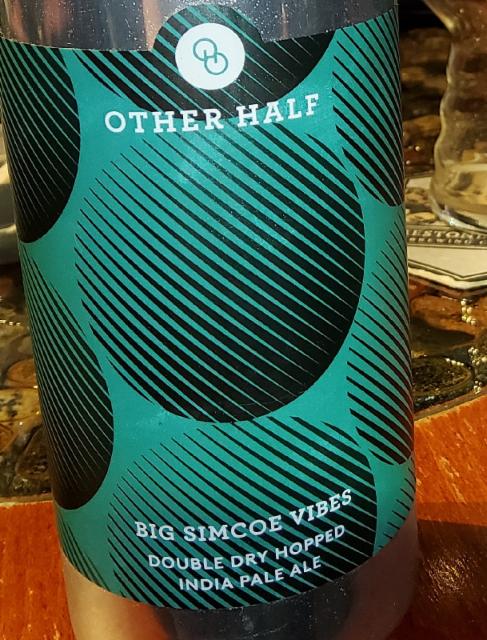 OTHER HALF
BIG SIMCOE VIBES
DOUBLE DRY HOPPED
INDIA PALE ALE